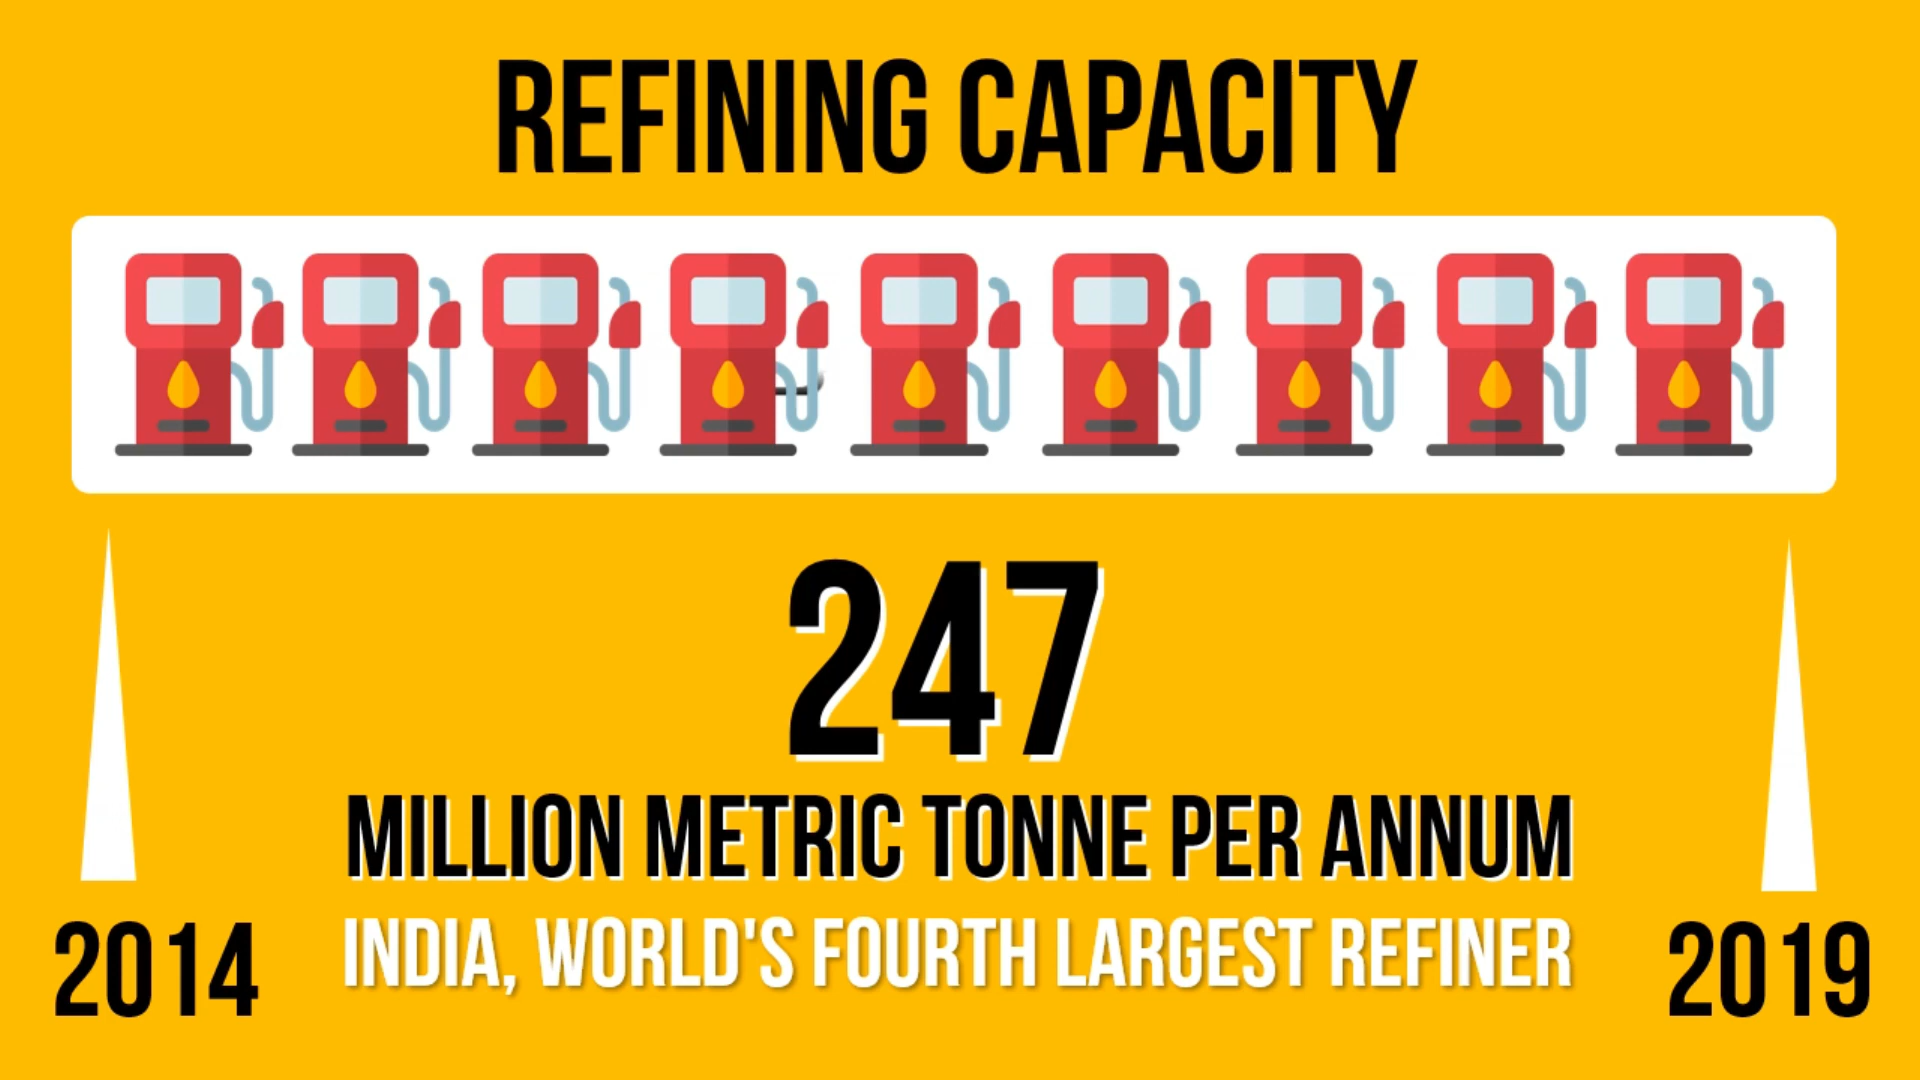 REFINING CAPACITY
247
MILLION METRIC TONNE PER ANNUM
INDIA, WORLD'S FOURTH LARGEST REFINER
2014
2019